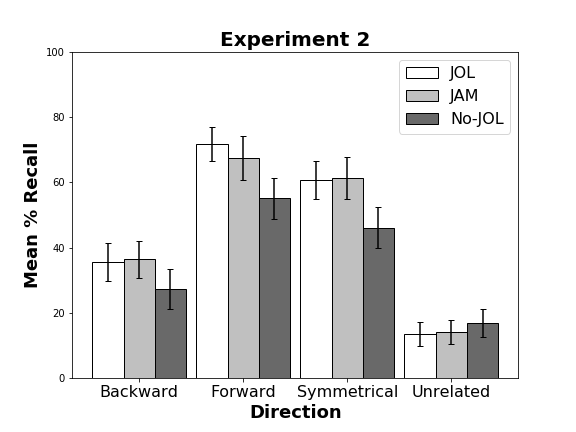 Experiment 2
100
80
60
40
20
0
Mean % Recall
JOL
JAM
No-JOL
Backward Forward Symmetrical Unrelated
Direction